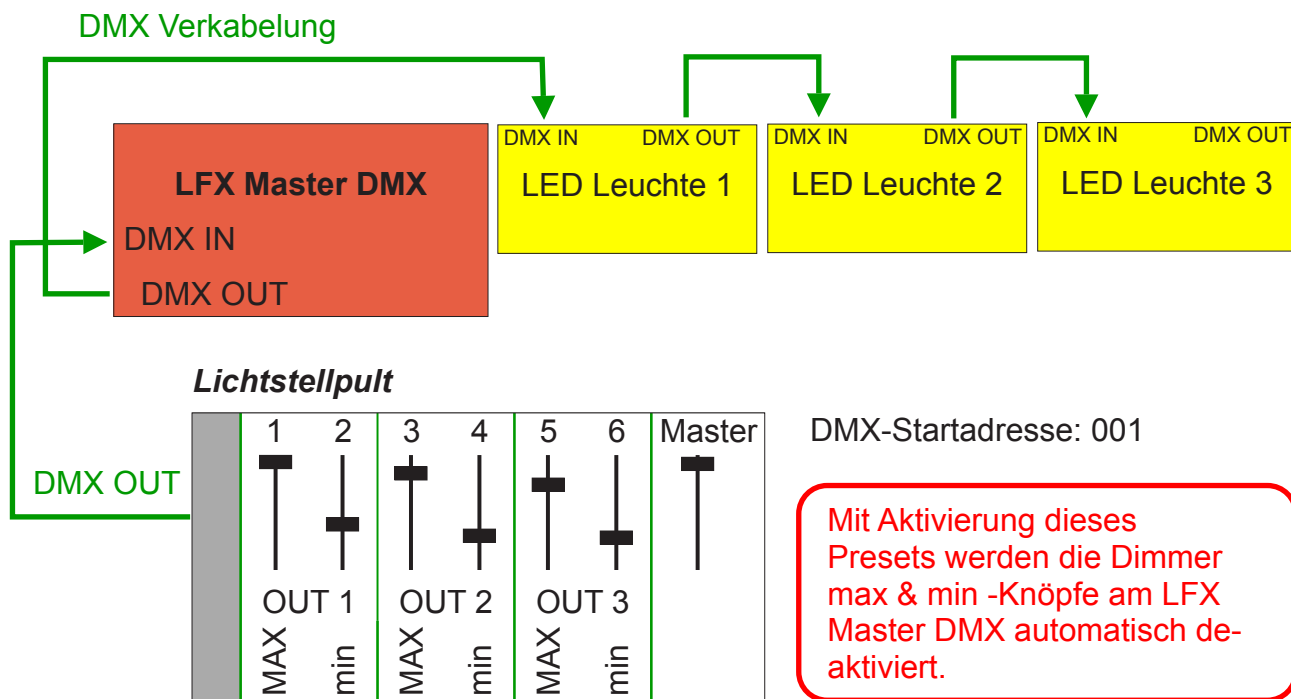 DMX Verkabelung
DMX IN DMX OUT
DMX IN DMX OUT
DMX IN DMX OUT
LFX Master DMX
LED Leuchte 1
LED Leuchte 2
LED Leuchte 3
DMX IN
DMX OUT
Lichtstellpult
1 2 3 4 5 6 Master
DMX-Startadresse: 001
DMX OUT
OUT 1 OUT 2 OUT 3
MAX min MAX min MAX min
Mit Aktivierung dieses
Presets werden die Dimmer
max & min -Knöpfe am LFX
Master DMX automatisch de-
aktiviert.